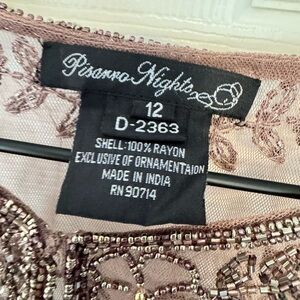 Pisarro Nights
12
D-2363
SHELL: 100% RAYON
EXCLUSIVE OF ORNAMENTAION
MADE IN INDIA
RN 90714